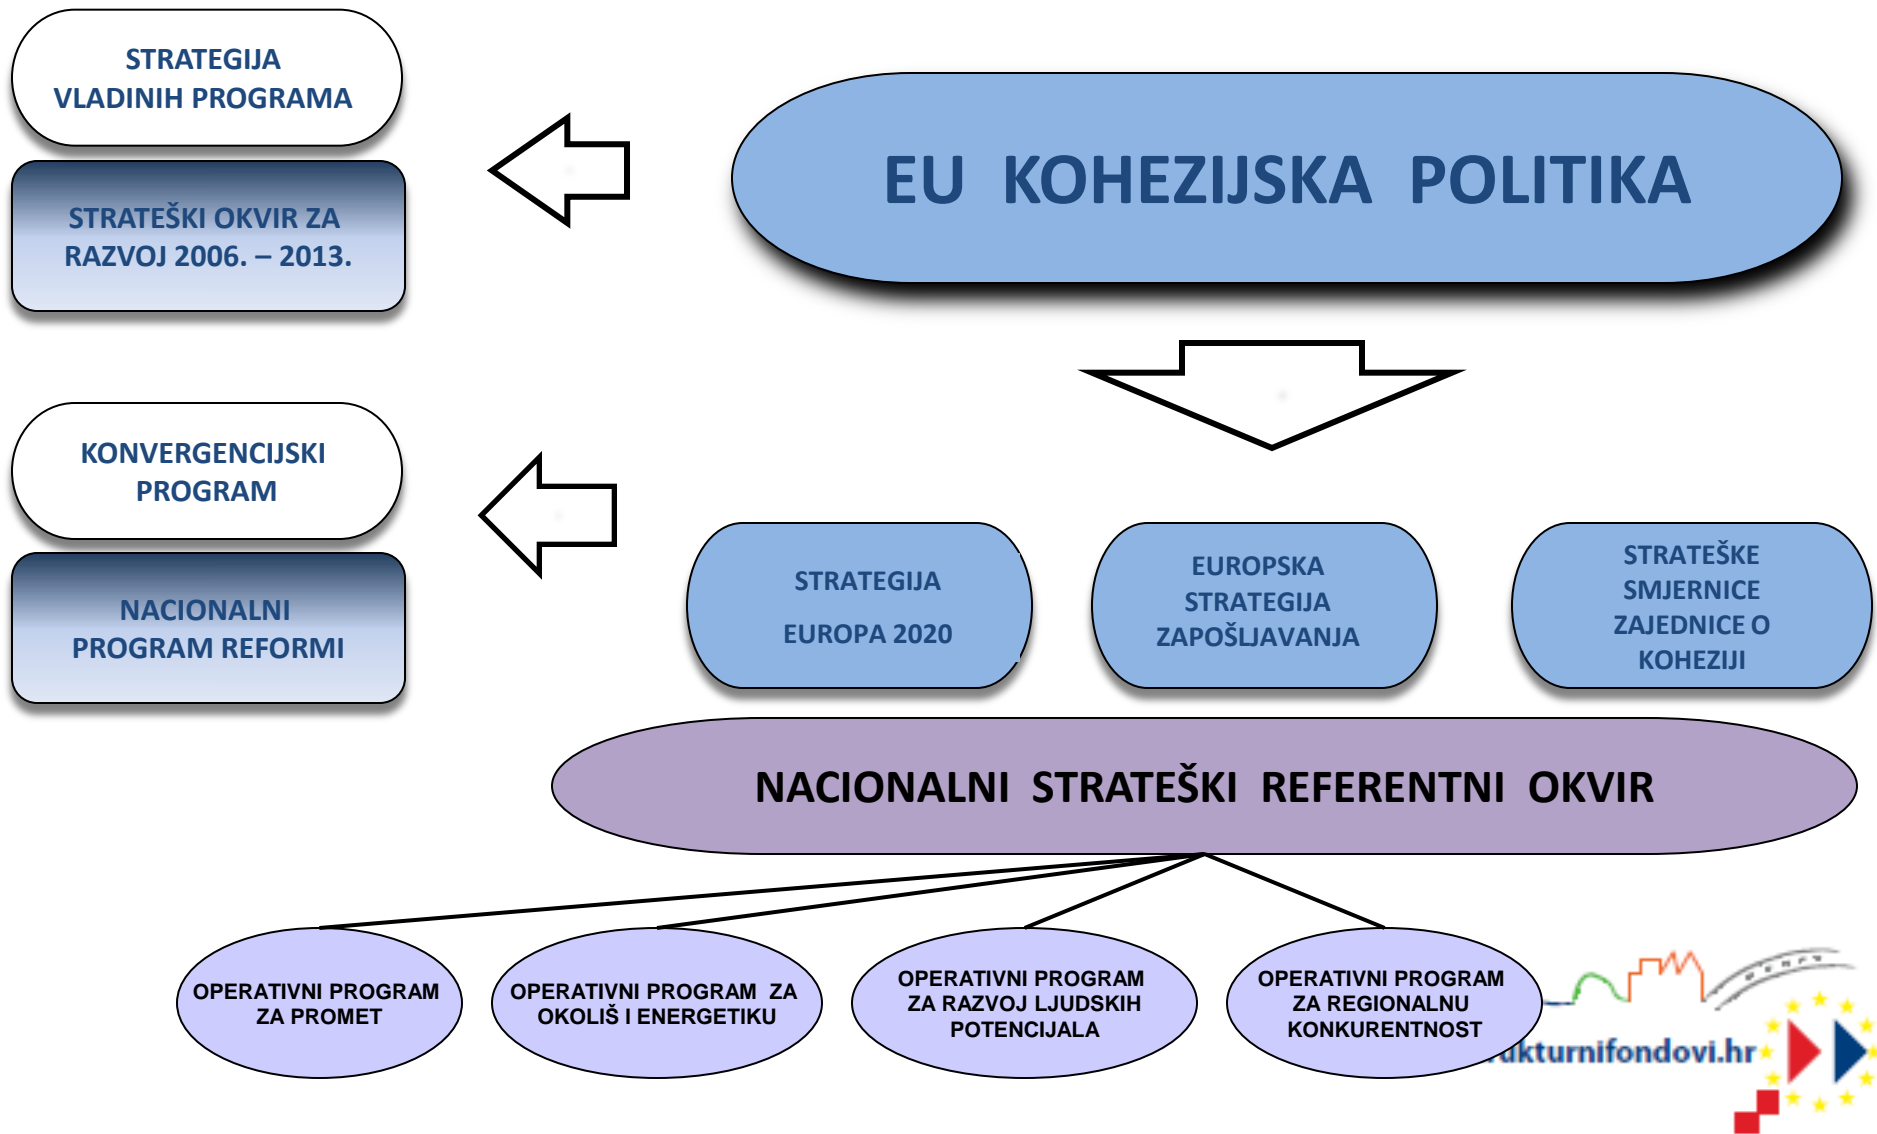 STRATEGIJA
VLADINIH PROGRAMA
STRATEŠKI OKVIR ZA
RAZVOJ 2006. – 2013.
EU KOHEZIJSKA POLITIKA
KONVERGENCIJSKI
PROGRAM
NACIONALNI
PROGRAM REFORMI
STRATEGIJA
EUROPA 2020
EUROPSKA
STRATEGIJA
ZAPOŠLJAVANJA
STRATEŠKE
SMJERNICE
ZAJEDNICE O
KOHEZIJI
NACIONALNI STRATEŠKI REFERENTNI OKVIR
OPERATIVNI PROGRAM
ZA PROMET
OPERATIVNI PROGRAM ZA
OKOLIŠ I ENERGETIKU
OPERATIVNI PROGRAM
ZA RAZVOJ LJUDSKIH
POTENCIJALA
OPERATIVNI PROGRAM
ZA REGIONALNU
KONKURENTNOST
ukturnifondovi.hr